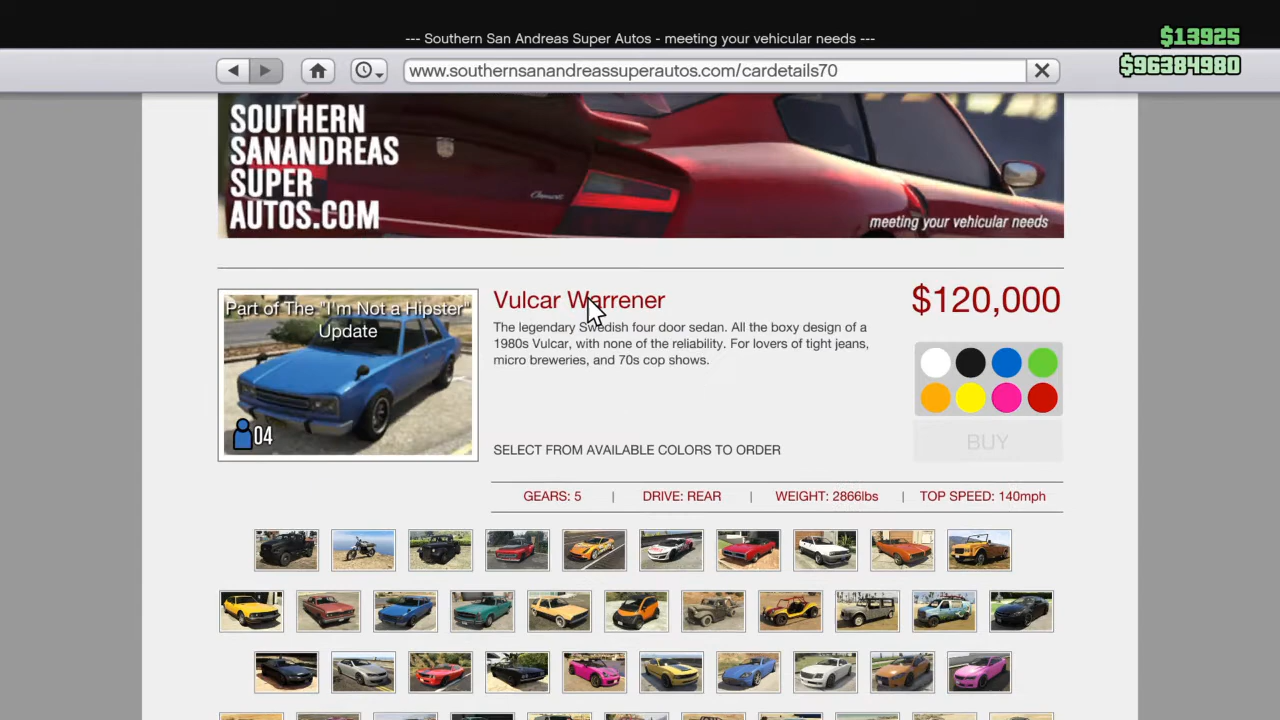 --- Southern San Andreas Super Autos - meeting your vehicular needs ---
$13925
$96384980
www.southernsanandreassuperautos.com/cardetails70
SOUTHERN
SANANDREAS
SUPER
AUTOS.COM
meeting your vehicular needs
Part of The "I'm Not a Hipster"
Update
04
Vulcar Warrener
$120,000
The legendary Swedish four door sedan. All the boxy design of a
1980s Vulcar, with none of the reliability. For lovers of tight jeans,
micro breweries, and 70s cop shows.
SELECT FROM AVAILABLE COLORS TO ORDER
BUY
GEARS: 5 | DRIVE: REAR | WEIGHT: 2866lbs | TOP SPEED: 140mph